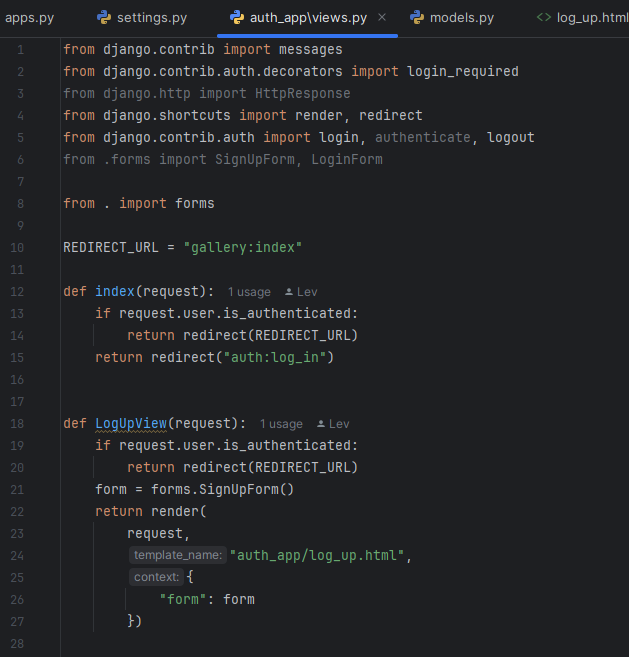 apps.py settings.py auth_app\views.py × models.py <> log_up.html
1 from django.contrib import messages
2 from django.contrib.auth.decorators import login_required
3 from django.http import HttpResponse
4 from django.shortcuts import render, redirect
5 from django.contrib.auth import login, authenticate, logout
6 from .forms import SignUpForm, LoginForm
7
8 from . import forms
9
10 REDIRECT_URL = "gallery:index"
11
12 def index(request): 1 usage Lev
13     if request.user.is_authenticated:
14         return redirect(REDIRECT_URL)
15     return redirect("auth:log_in")
16
17
18 def LogUpView(request): 1 usage Lev
19     if request.user.is_authenticated:
20         return redirect(REDIRECT_URL)
21     form = forms.SignUpForm()
22     return render(
23         request,
24         template_name: "auth_app/log_up.html",
25         context: {
26             "form": form
27         })
28